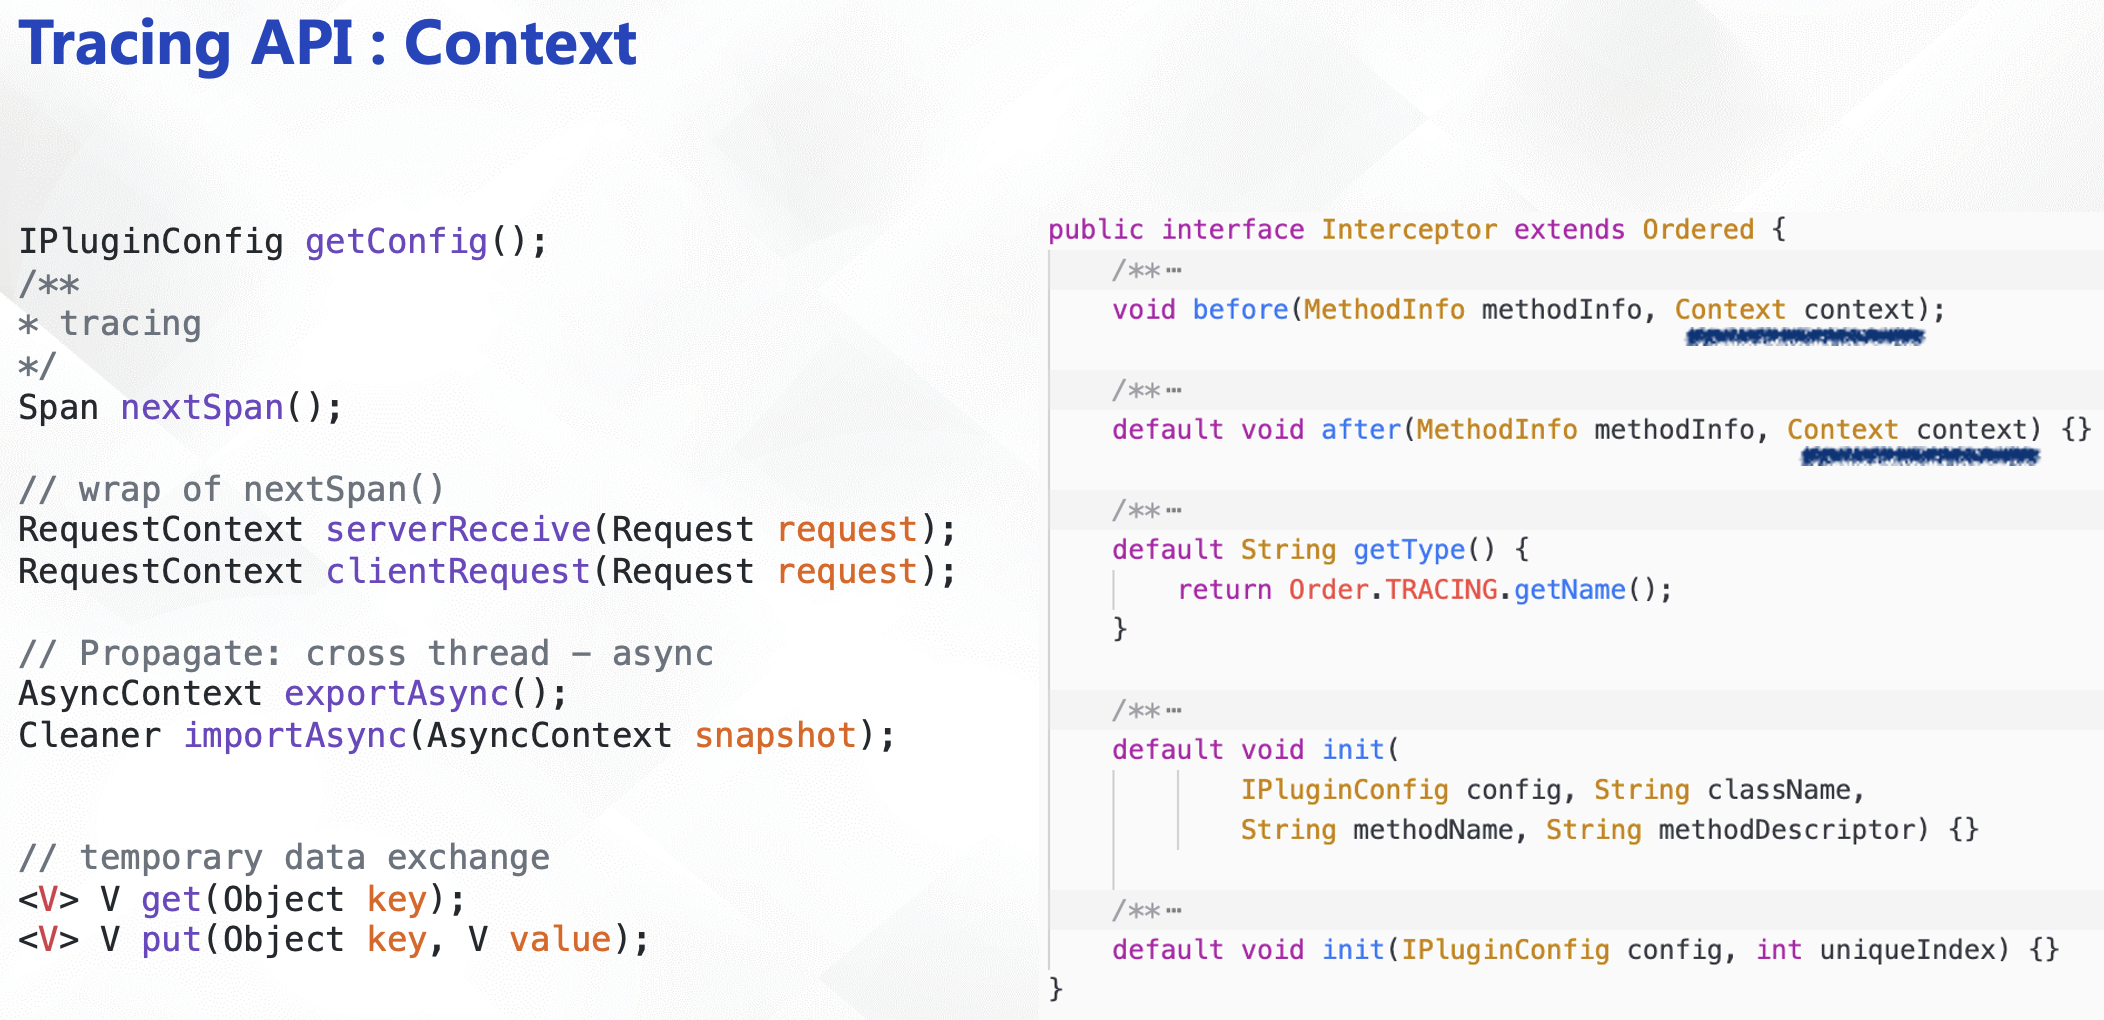 Tracing API : Context
IPluginConfig getConfig();
/**
* tracing
*/
Span nextSpan();
// wrap of nextSpan()
RequestContext serverReceive(Request request);
RequestContext clientRequest(Request request);
// Propagate: cross thread – async
AsyncContext exportAsync();
Cleaner importAsync(AsyncContext snapshot);
// temporary data exchange
<V> V get(Object key);
<V> V put(Object key, V value);
public interface Interceptor extends Ordered {
/** ⋯
void before(MethodInfo methodInfo, Context context);
/** ⋯
default void after(MethodInfo methodInfo, Context context) {}
/** ⋯
default String getType() {
return Order.TRACING.getName();
}
/** ⋯
default void init(
IPluginConfig config, String className,
String methodName, String methodDescriptor) {}
/** ⋯
default void init(IPluginConfig config, int uniqueIndex) {}
}